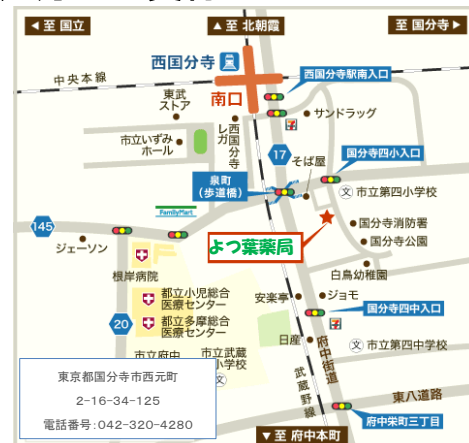 ◀ 至 国立
▲ 至 北朝霞
至 国分寺 ▶
西国分寺
中央本線
西国分寺駅南入口
東武
ストア
南口
サンドラッグ
市立いずみ
ホール
西国分寺
レガ
17
そば屋
国分寺四小入口
泉町
(歩道橋)
文
市立第四小学校
FamilyMart
145
国分寺消防署
よつ葉薬局
ジェーソン
国分寺公園
根岸病院
白鳥幼稚園
都立小児総合
医療センター
安楽亭
ジョモ
国分寺四中入口
20
都立多摩総合
医療センター
日産
文
市立第四中学校
市立府中
市立武蔵
小学校
文
府中街道
武蔵野線
東八道路
東京都国分寺市西元町
2-16-34-125
電話番号:042-320-4280
府中栄町三丁目
▼ 至 府中本町